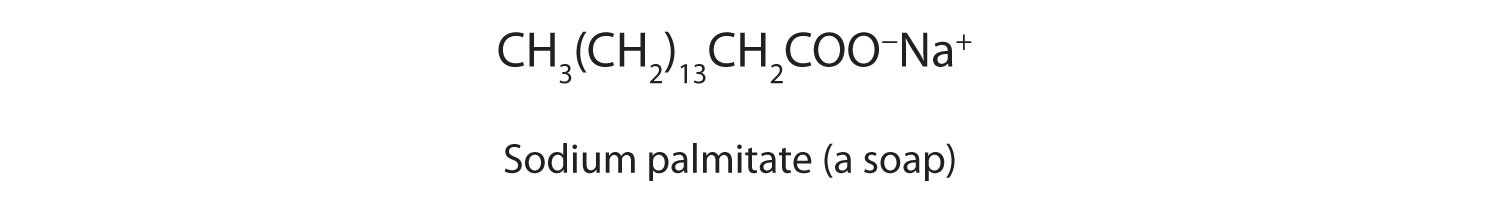 CH₃(CH₂)₁₃CH₂COO⁻Na⁺
Sodium palmitate (a soap)